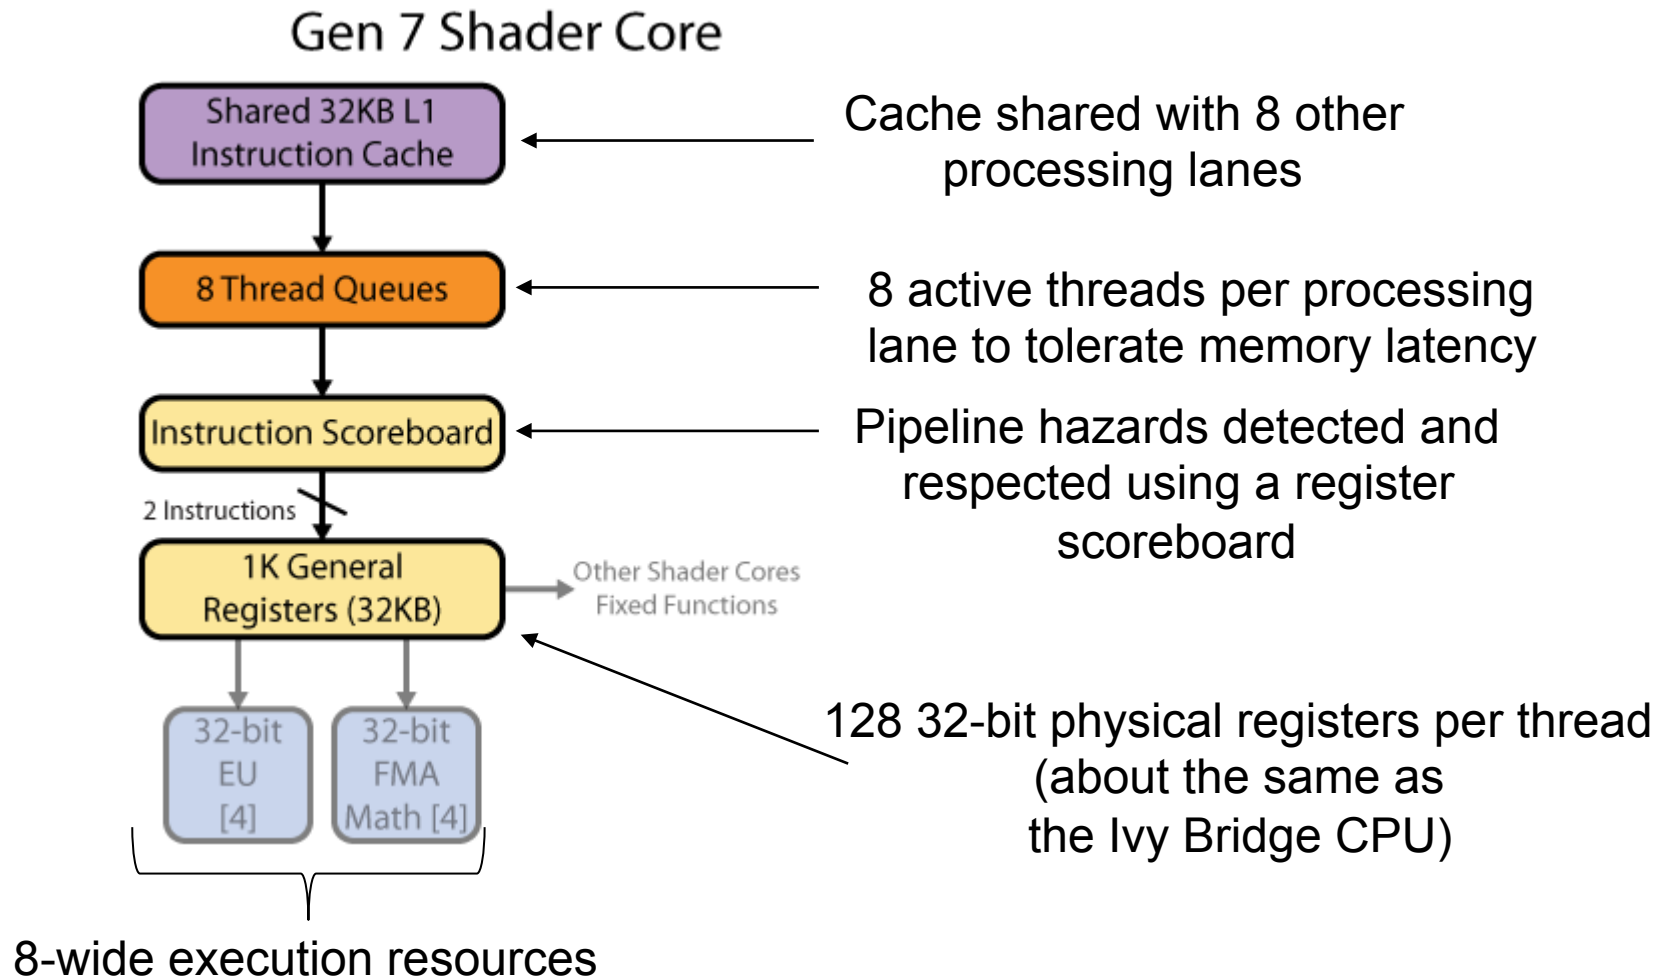 Gen 7 Shader Core
Shared 32KB L1
Instruction Cache
Cache shared with 8 other
processing lanes
8 Thread Queues
8 active threads per processing
lane to tolerate memory latency
Instruction Scoreboard
Pipeline hazards detected and
respected using a register
scoreboard
2 Instructions
1K General
Registers (32KB)
Other Shader Cores
Fixed Functions
128 32-bit physical registers per thread
(about the same as
the Ivy Bridge CPU)
32-bit
EU
[4]
32-bit
FMA
Math [4]
8-wide execution resources